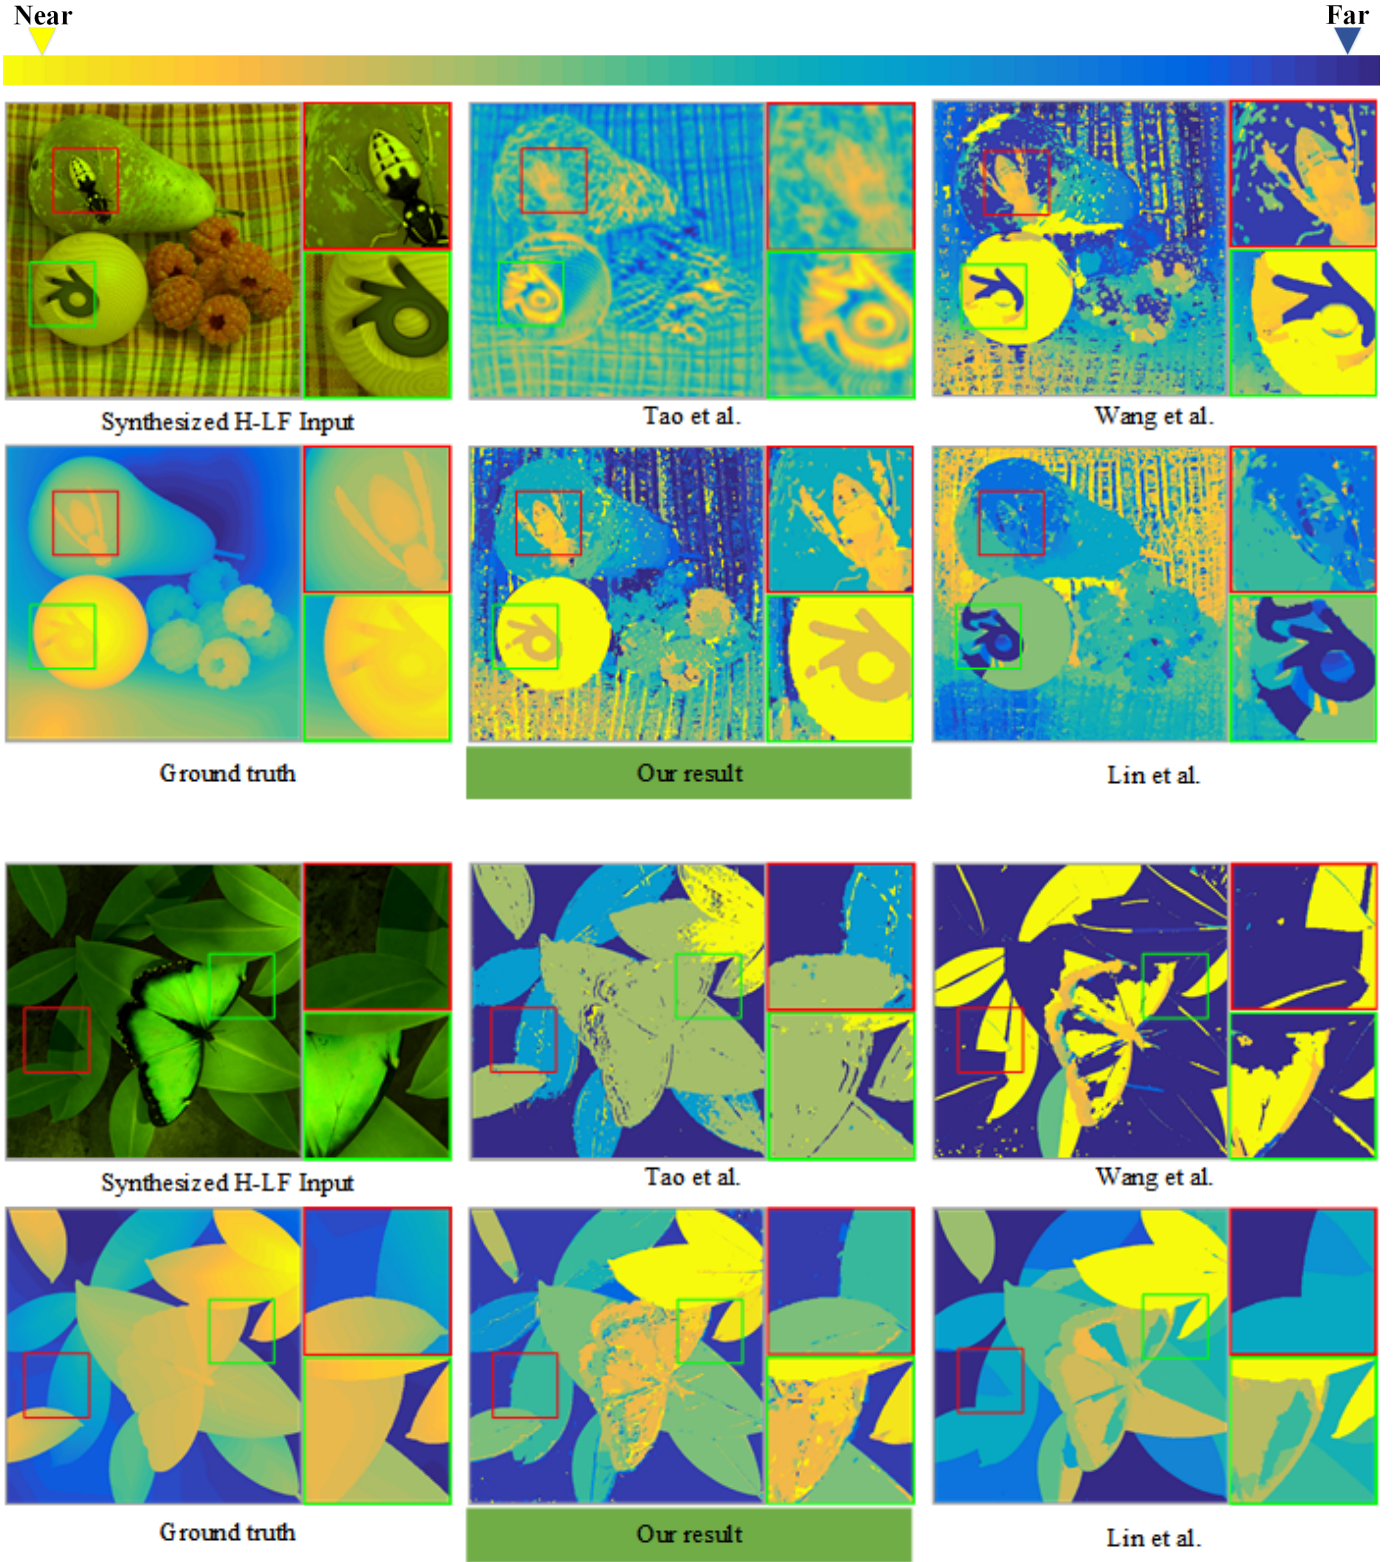 Near
Far
Synthesized H-LF Input
Tao et al.
Wang et al.
Ground truth
Our result
Lin et al.
Synthesized H-LF Input
Tao et al.
Wang et al.
Ground truth
Our result
Lin et al.